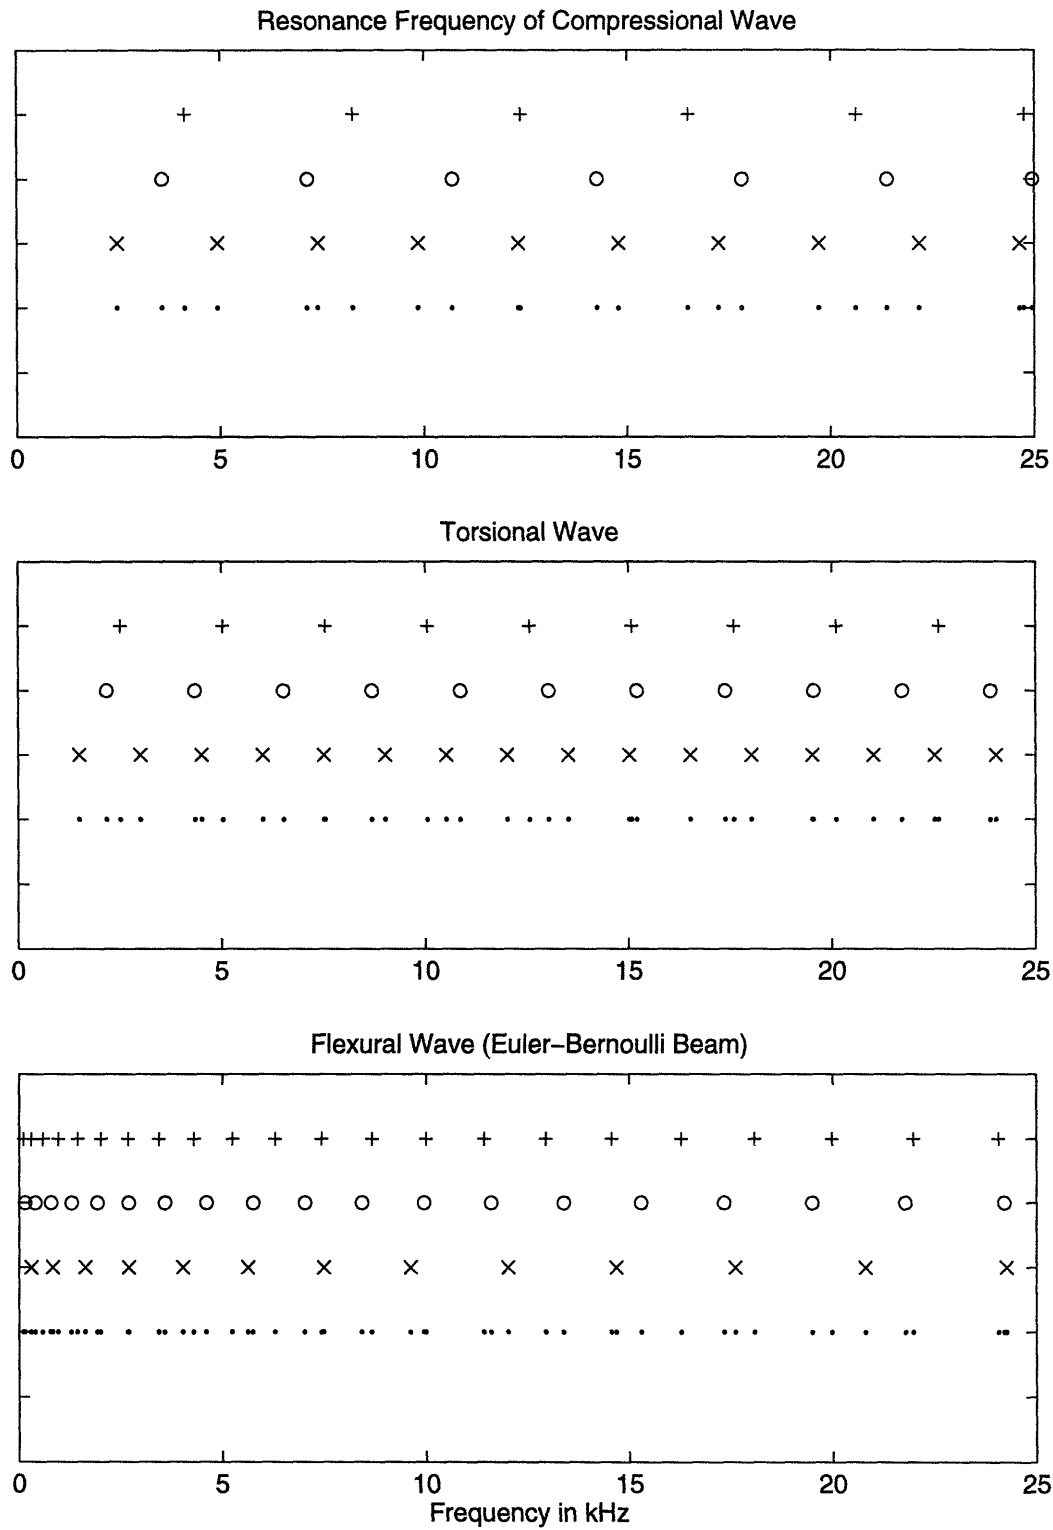 Resonance Frequency of Compressional Wave
0 5 10 15 20 25
Torsional Wave
0 5 10 15 20 25
Flexural Wave (Euler–Bernoulli Beam)
0 5 10 15 20 25
Frequency in kHz